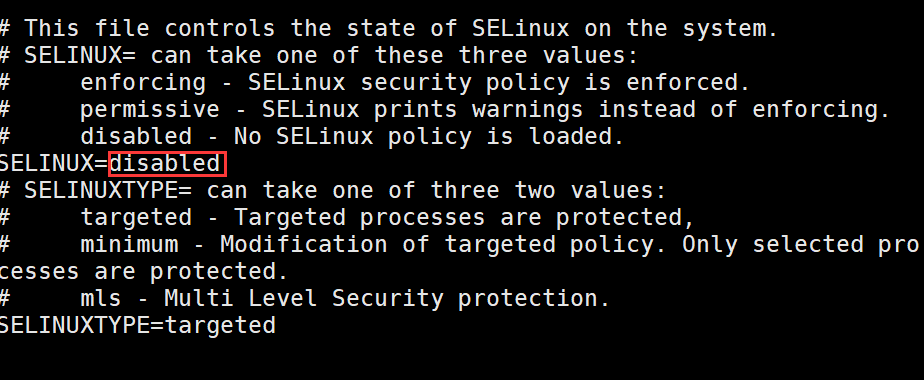 # This file controls the state of SELinux on the system.
# SELINUX= can take one of these three values:
#     enforcing - SELinux security policy is enforced.
#     permissive - SELinux prints warnings instead of enforcing.
#     disabled - No SELinux policy is loaded.
SELINUX=disabled
# SELINUXTYPE= can take one of three two values:
#     targeted - Targeted processes are protected,
#     minimum - Modification of targeted policy. Only selected pro
cesses are protected.
#     mls - Multi Level Security protection.
SELINUXTYPE=targeted